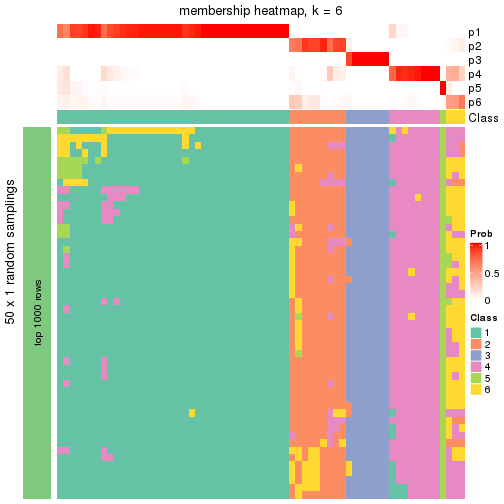 membership heatmap, k = 6
p1
p2
p3
p4
p5
p6
Class
50 x 1 random samplings
top 1000 rows
Prob
1
0.5
0
Class
1
2
3
4
5
6